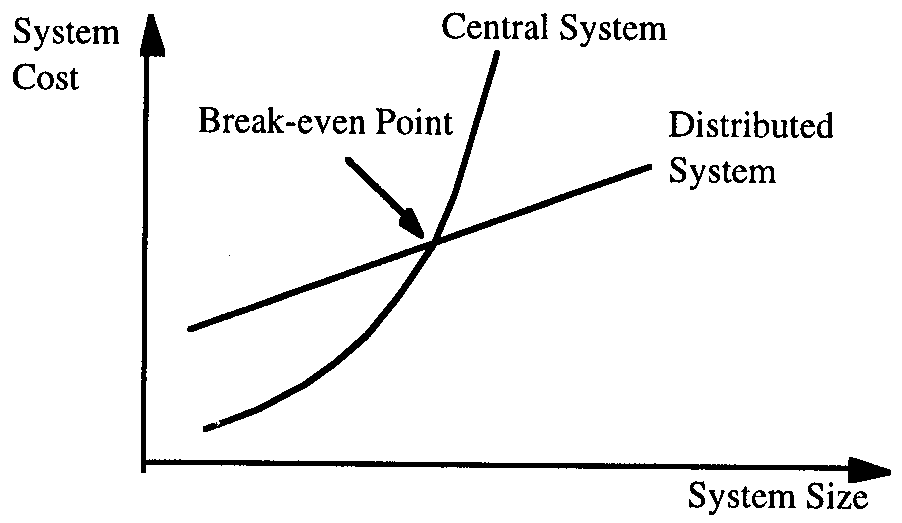 System
Cost
Central System
Break-even Point
Distributed
System
System Size